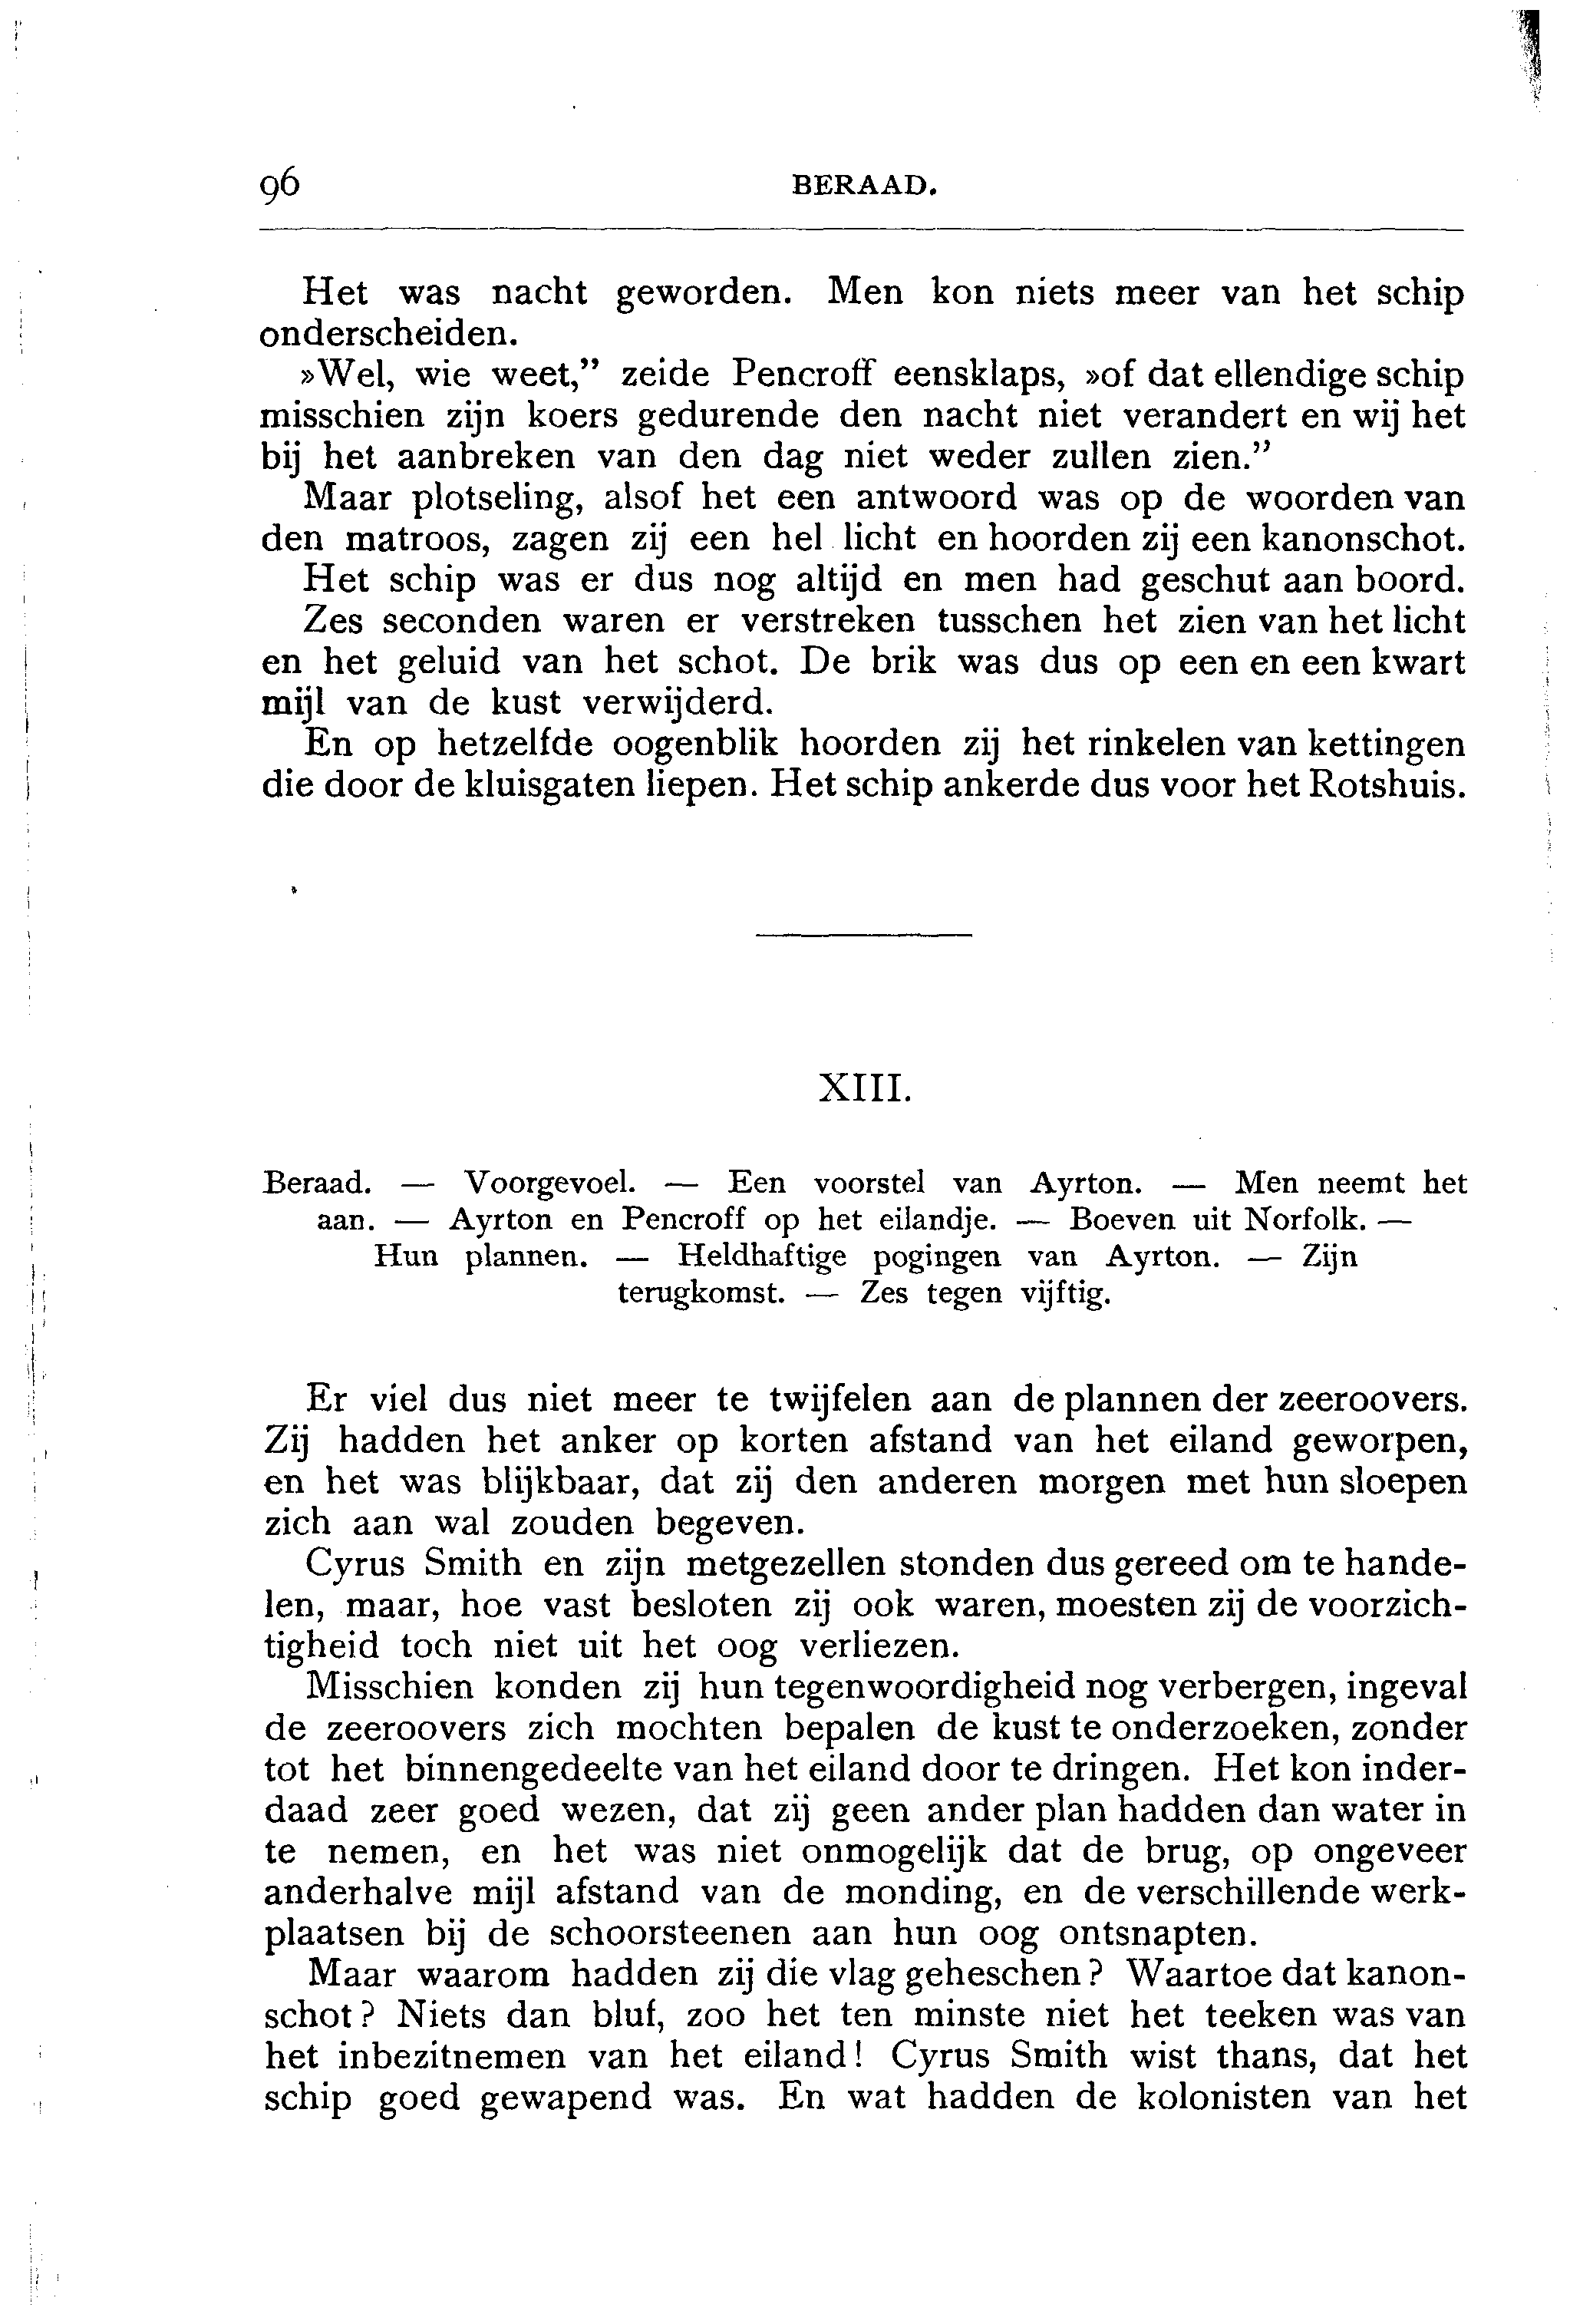 96 BERAAD.
Het was nacht geworden. Men kon niets meer van het schip
onderscheiden.
»Wel, wie weet,” zeide Pencroff eensklaps, »of dat ellendige schip
misschien zijn koers gedurende den nacht niet verandert en wij het
bij het aanbreken van den dag niet weder zullen zien.”
Maar plotseling, alsof het een antwoord was op de woorden van
den matroos, zagen zij een hel licht en hoorden zij een kanonschot.
Het schip was er dus nog altijd en men had geschut aan boord.
Zes seconden waren er verstreken tusschen het zien van het licht
en het geluid van het schot. De brik was dus op een en een kwart
mijl van de kust verwijderd.
En op hetzelfde oogenblik hoorden zij het rinkelen van kettingen
die door de kluisgaten liepen. Het schip ankerde dus voor het Rotshuis.
XIII.
Beraad. — Voorgevoel. — Een voorstel van Ayrton. — Men neemt het
aan. — Ayrton en Pencroff op het eilandje. — Boeven uit Norfolk. —
Hun plannen. — Heldhaftige pogingen van Ayrton. — Zijn
terugkomst. — Zes tegen vijftig.
Er viel dus niet meer te twijfelen aan de plannen der zeeroovers.
Zij hadden het anker op korten afstand van het eiland geworpen,
en het was blijkbaar, dat zij den anderen morgen met hun sloepen
zich aan wal zouden begeven.
Cyrus Smith en zijn metgezellen stonden dus gereed om te hande-
len, maar, hoe vast besloten zij ook waren, moesten zij de voorzich-
tigheid toch niet uit het oog verliezen.
Misschien konden zij hun tegenwoordigheid nog verbergen, ingeval
de zeeroovers zich mochten bepalen de kust te onderzoeken, zonder
tot het binnengedeelte van het eiland door te dringen. Het kon inder-
daad zeer goed wezen, dat zij geen ander plan hadden dan water in
te nemen, en het was niet onmogelijk dat de brug, op ongeveer
anderhalve mijl afstand van de monding, en de verschillende werk-
plaatsen bij de schoorsteenen aan hun oog ontsnapten.
Maar waarom hadden zij die vlag geheschen? Waartoe dat kanon-
schot? Niets dan bluf, zoo het ten minste niet het teeken was van
het inbezitnemen van het eiland! Cyrus Smith wist thans, dat het
schip goed gewapend was. En wat hadden de kolonisten van het